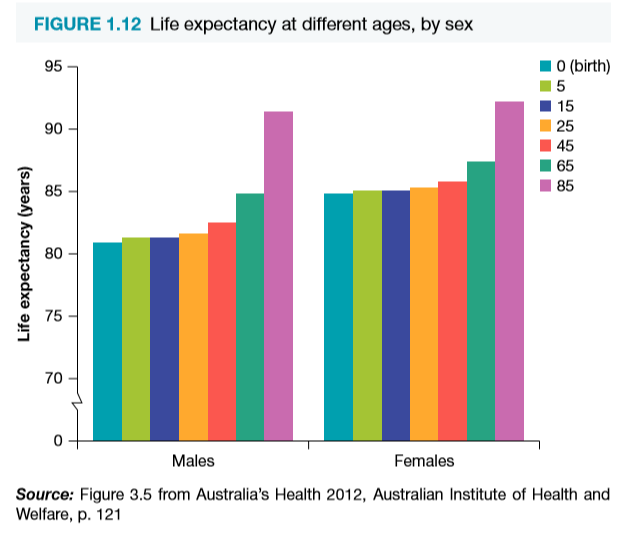 FIGURE 1.12 Life expectancy at different ages, by sex
Life expectancy (years)
95
90
85
80
75
70
0
Males
Females
0 (birth)
5
15
25
45
65
85
Source: Figure 3.5 from Australia's Health 2012, Australian Institute of Health and
Welfare, p. 121